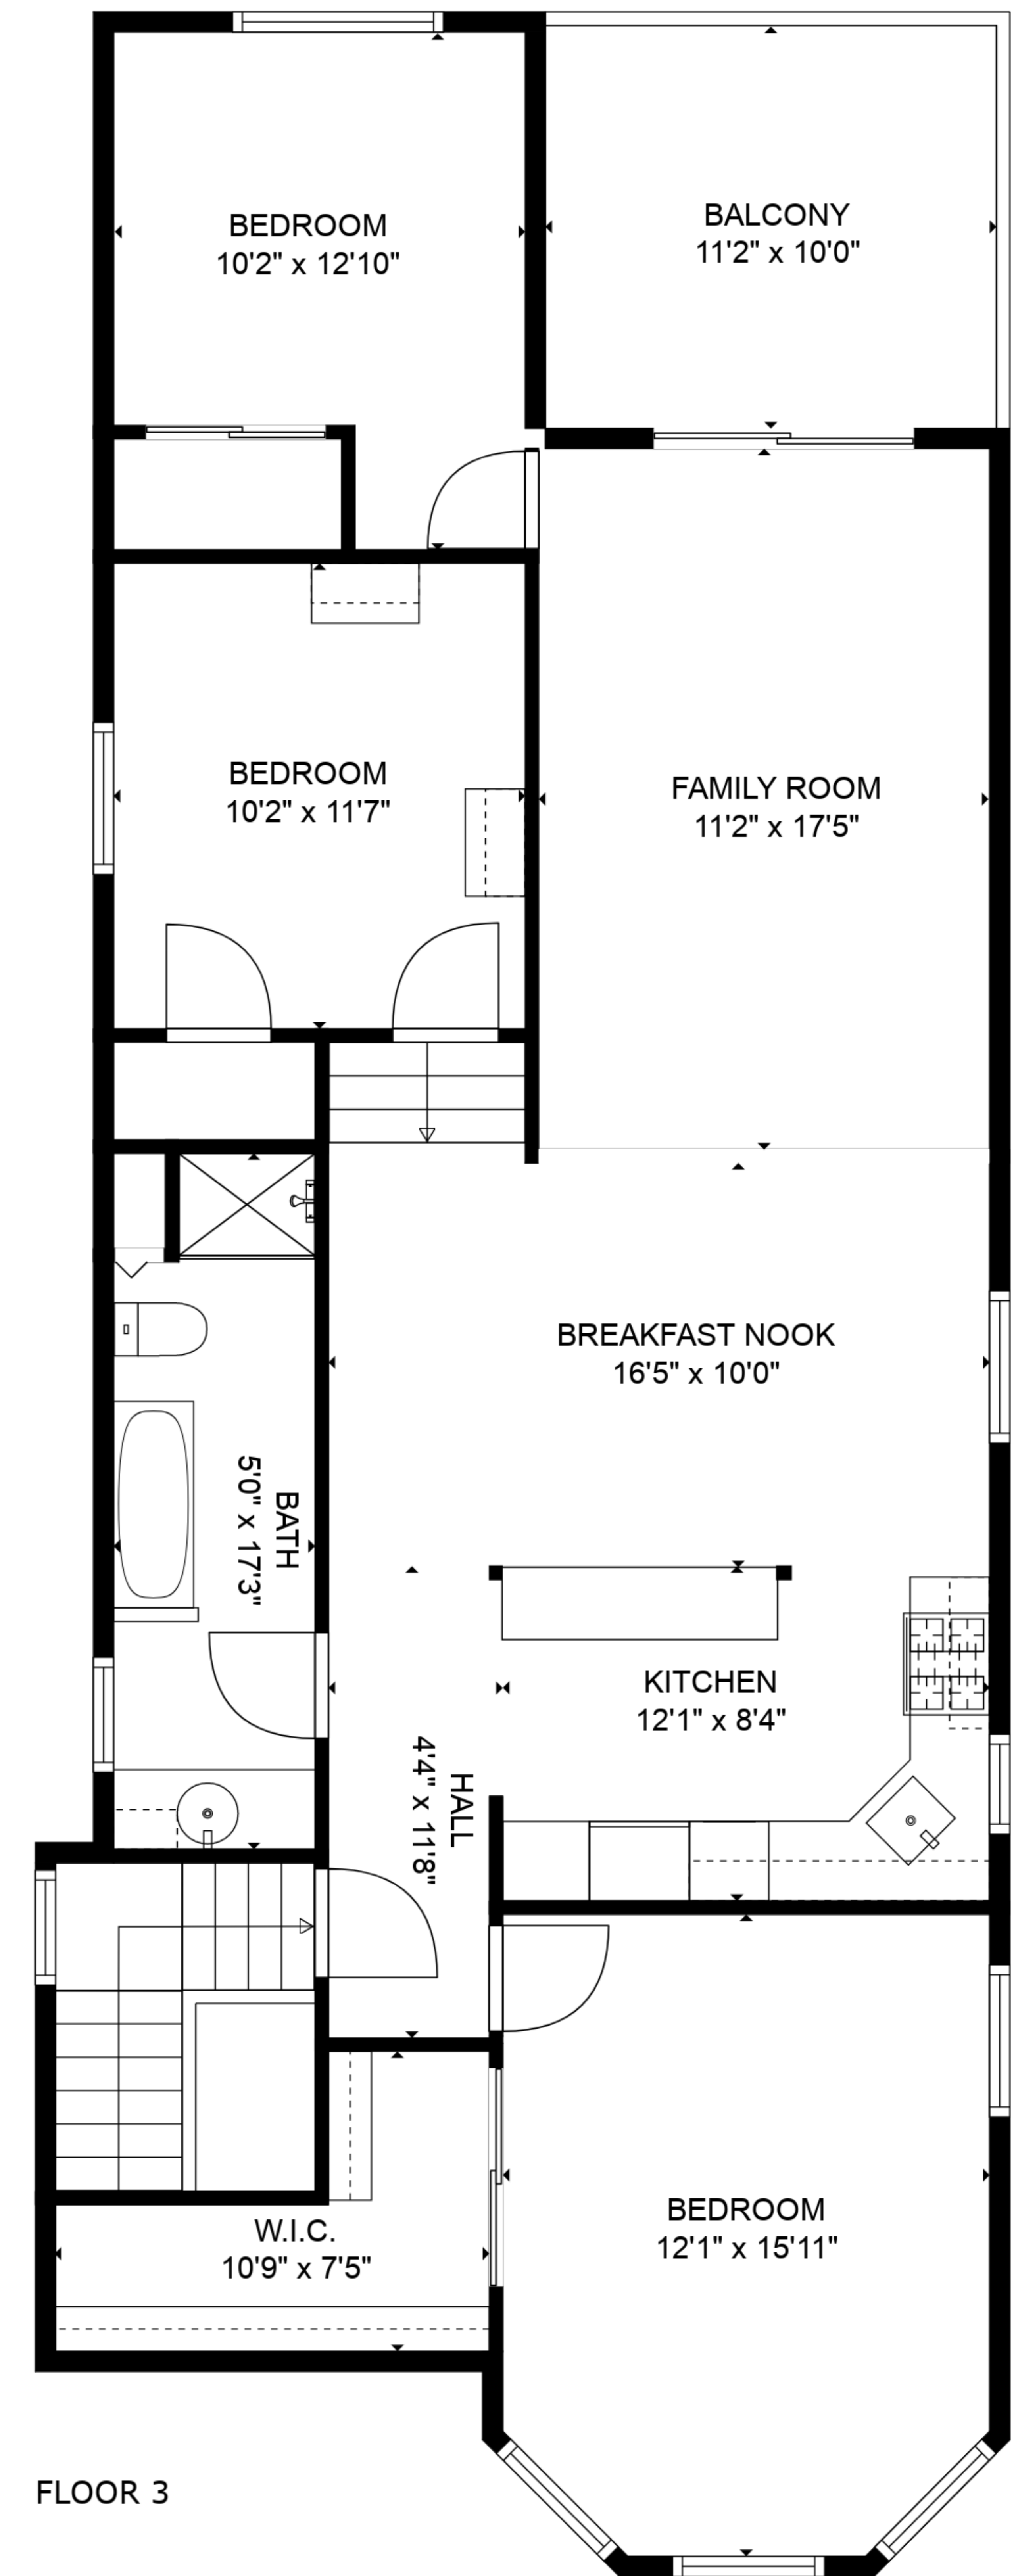 BEDROOM
10'2" x 12'10"
BALCONY
11'2" x 10'0"
BEDROOM
10'2" x 11'7"
FAMILY ROOM
11'2" x 17'5"
BREAKFAST NOOK
16'5" x 10'0"
BATH
5'0" x 17'3"
KITCHEN
12'1" x 8'4"
HALL
4'4" x 11'8"
BEDROOM
12'1" x 15'11"
W.I.C.
10'9" x 7'5"
FLOOR 3